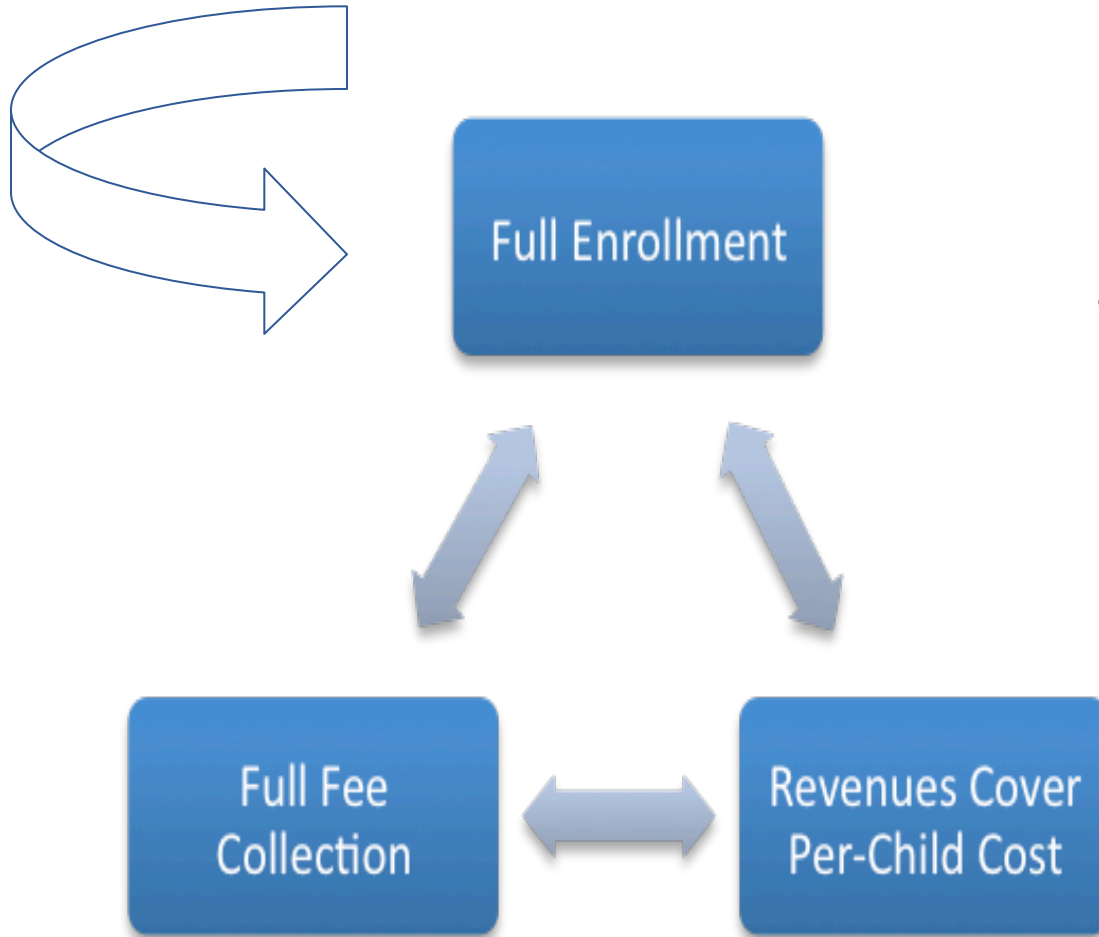 Full Enrollment
Full Fee
Collection
Revenues Cover
Per-Child Cost